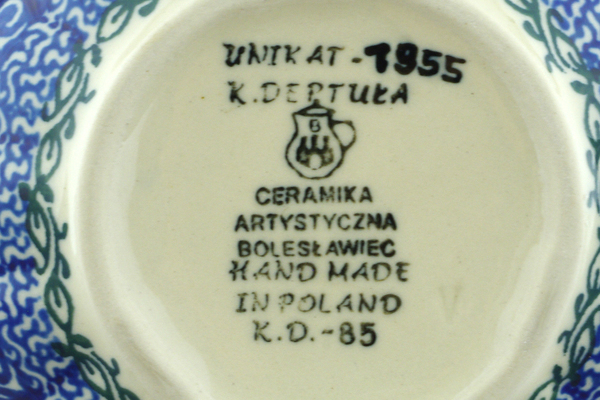 UNIKAT-1955
K.DEPTUŁA
B
CERAMIKA
ARTYSTYCZNA
BOLESŁAWIEC
HAND MADE
IN POLAND
K.D.-85
V